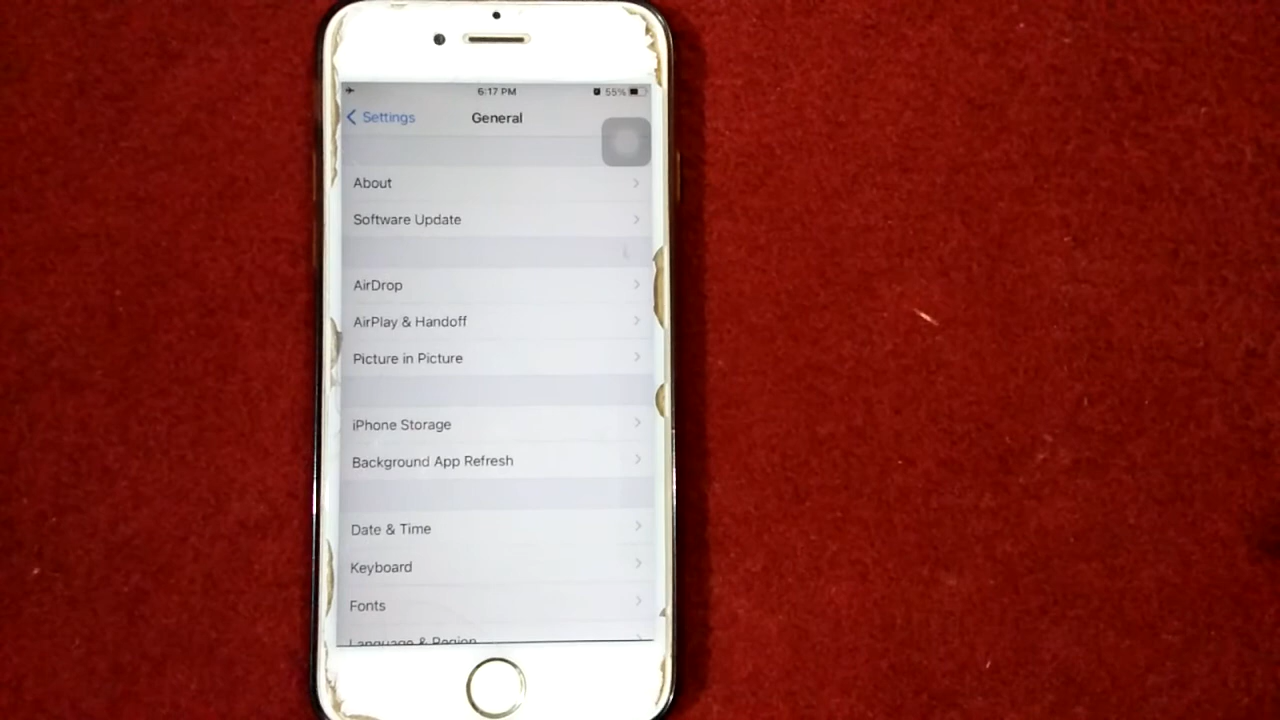 6:17 PM 55%
Settings General
About
Software Update
AirDrop
AirPlay & Handoff
Picture in Picture
iPhone Storage
Background App Refresh
Date & Time
Keyboard
Fonts
Language & Region